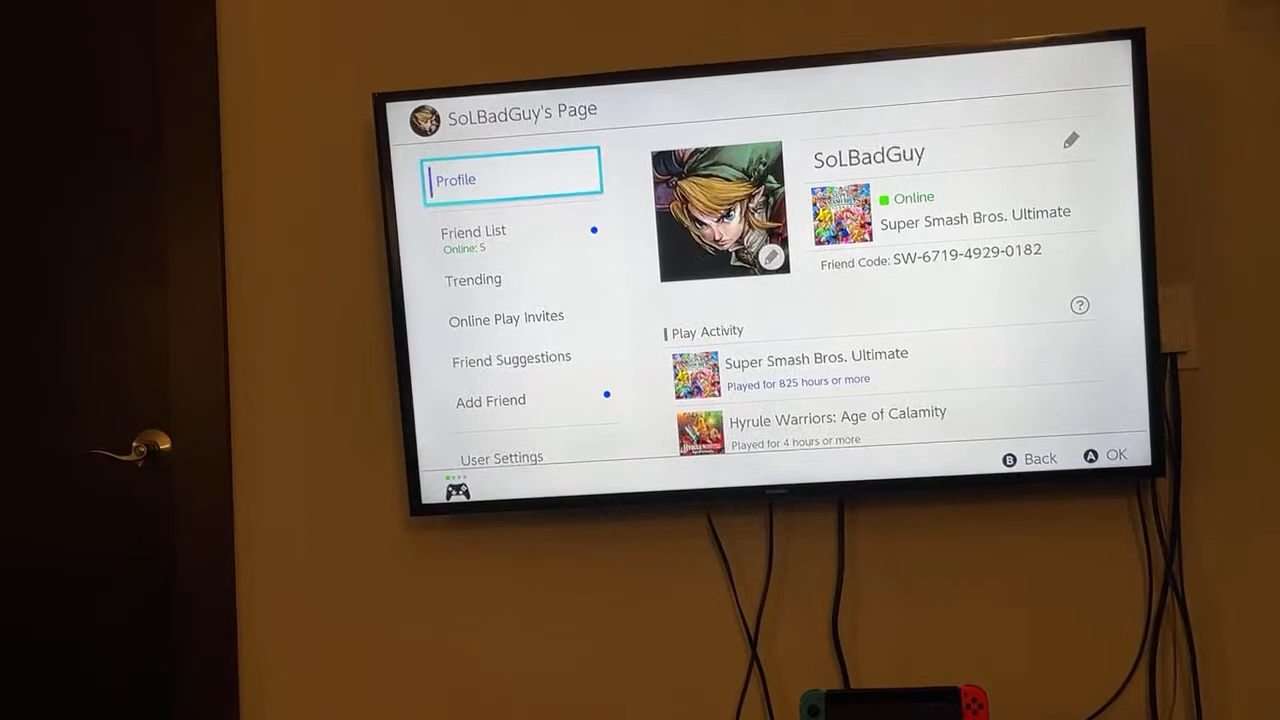 SoLBadGuy's Page
Profile
Friend List
Online: 5
Trending
Online Play Invites
Friend Suggestions
Add Friend
User Settings
SoLBadGuy
Online
Super Smash Bros. Ultimate
Friend Code: SW-6719-4929-0182
?
Play Activity
Super Smash Bros. Ultimate
Played for 825 hours or more
Hyrule Warriors: Age of Calamity
Played for 4 hours or more
B Back A OK